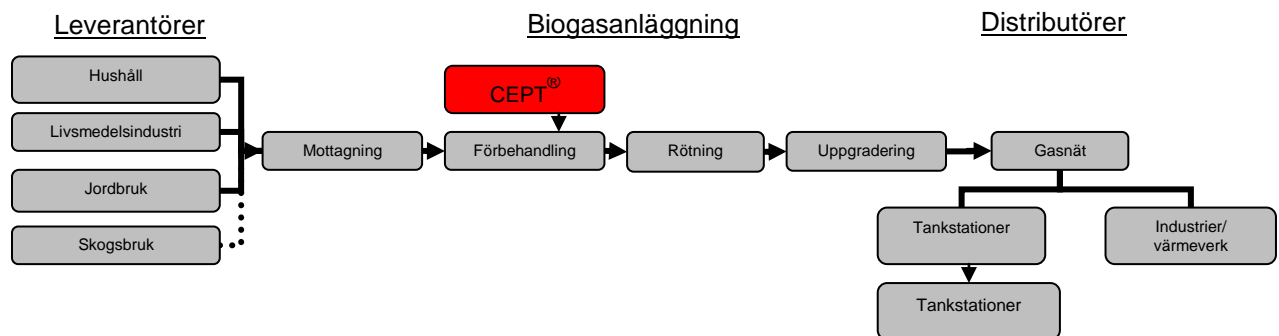 Leverantörer
Biogasanläggning
Distributörer
Hushåll
CEPT®
Livsmedelsindustri
Mottagning
Förbehandling
Rötning
Uppgradering
Gasnät
Jordbruk
Skogsbruk
Tankstationer
Industrier/
värmeverk
Tankstationer